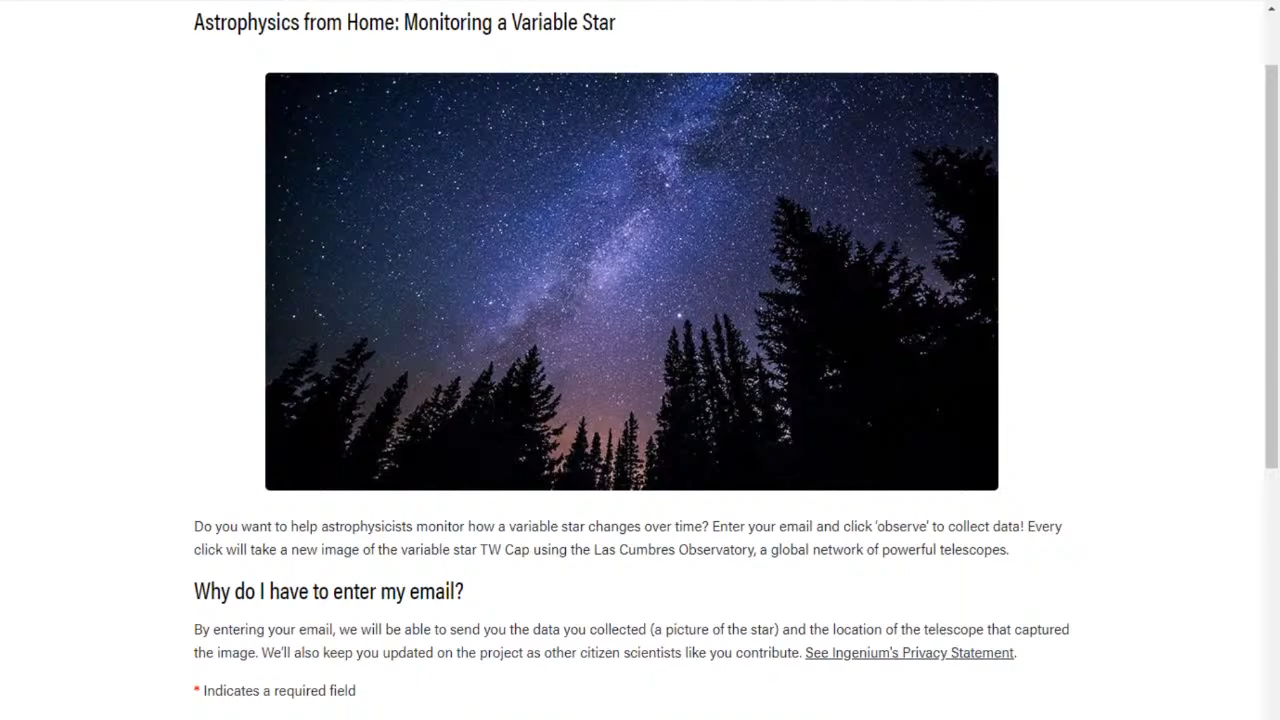 Astrophysics from Home: Monitoring a Variable Star
Do you want to help astrophysicists monitor how a variable star changes over time? Enter your email and click ‘observe’ to collect data! Every
click will take a new image of the variable star TW Cap using the Las Cumbres Observatory, a global network of powerful telescopes.
Why do I have to enter my email?
By entering your email, we will be able to send you the data you collected (a picture of the star) and the location of the telescope that captured
the image. We'll also keep you updated on the project as other citizen scientists like you contribute. See Ingenium's Privacy Statement.
* Indicates a required field